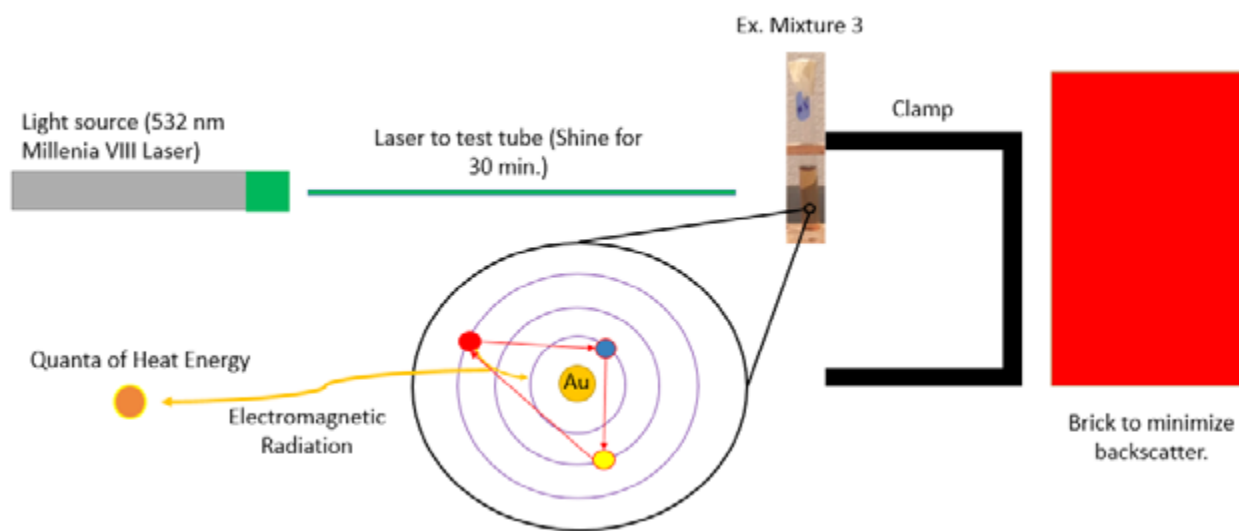 Ex. Mixture 3
Light source (532 nm
Millenia VIII Laser)
Laser to test tube (Shine for
30 min.)
Clamp
Quanta of Heat Energy
Au
Electromagnetic
Radiation
Brick to minimize
backscatter.